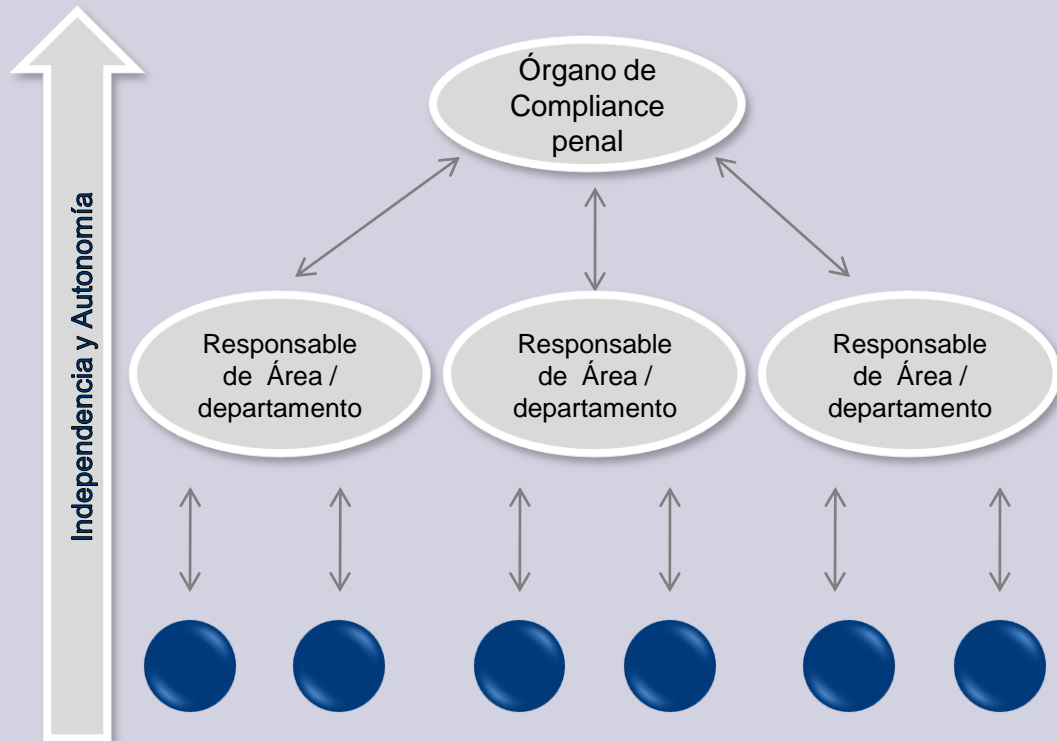 Órgano de
Compliance
penal
Independencia y Autonomía
Responsable
de Área /
departamento
Responsable
de Área /
departamento
Responsable
de Área /
departamento